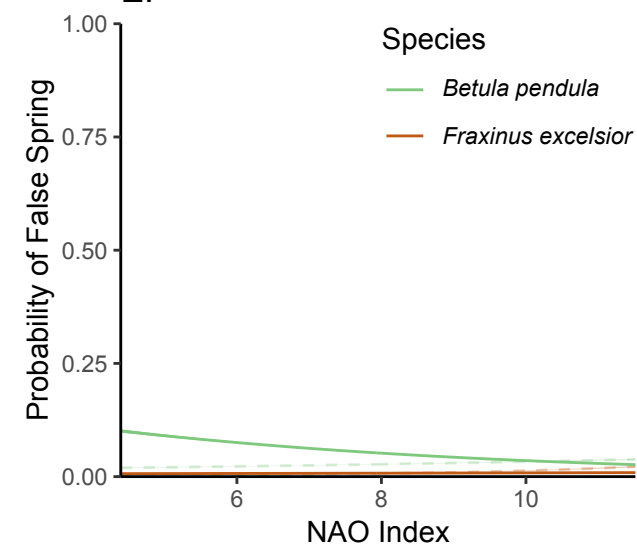 1.00
0.75
0.50
0.25
0.00
Probability of False Spring
6 8 10
NAO Index
Species
Betula pendula
Fraxinus excelsior